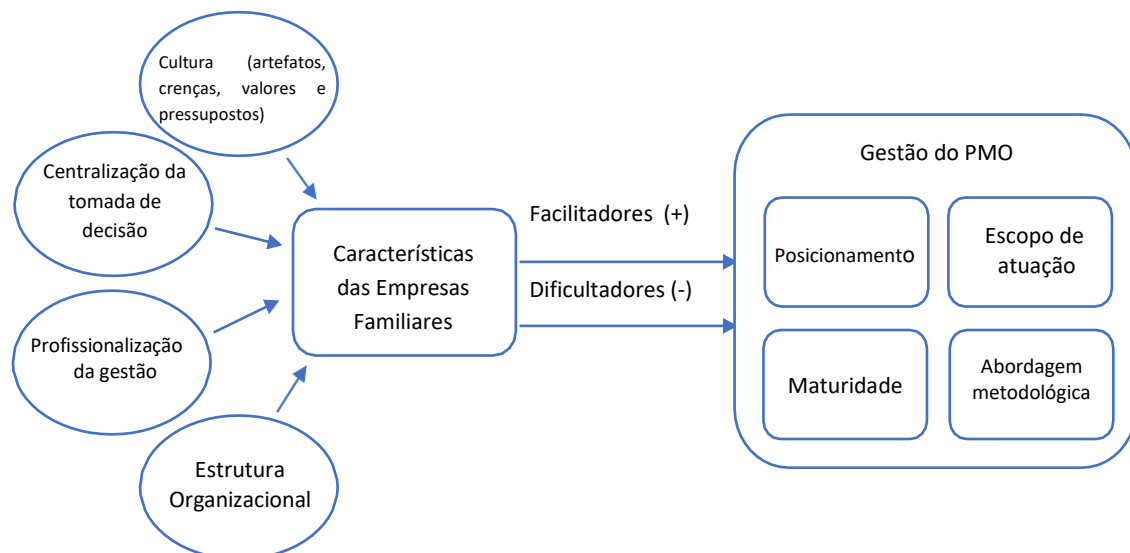 Cultura (artefatos,
crenças, valores e
pressupostos)
Centralização da
tomada de
decisão
Profissionalização
da gestão
Estrutura
Organizacional
Características
das Empresas
Familiares
Facilitadores (+)
Dificultadores (-)
Gestão do PMO
Posicionamento
Escopo de
atuação
Maturidade
Abordagem
metodológica